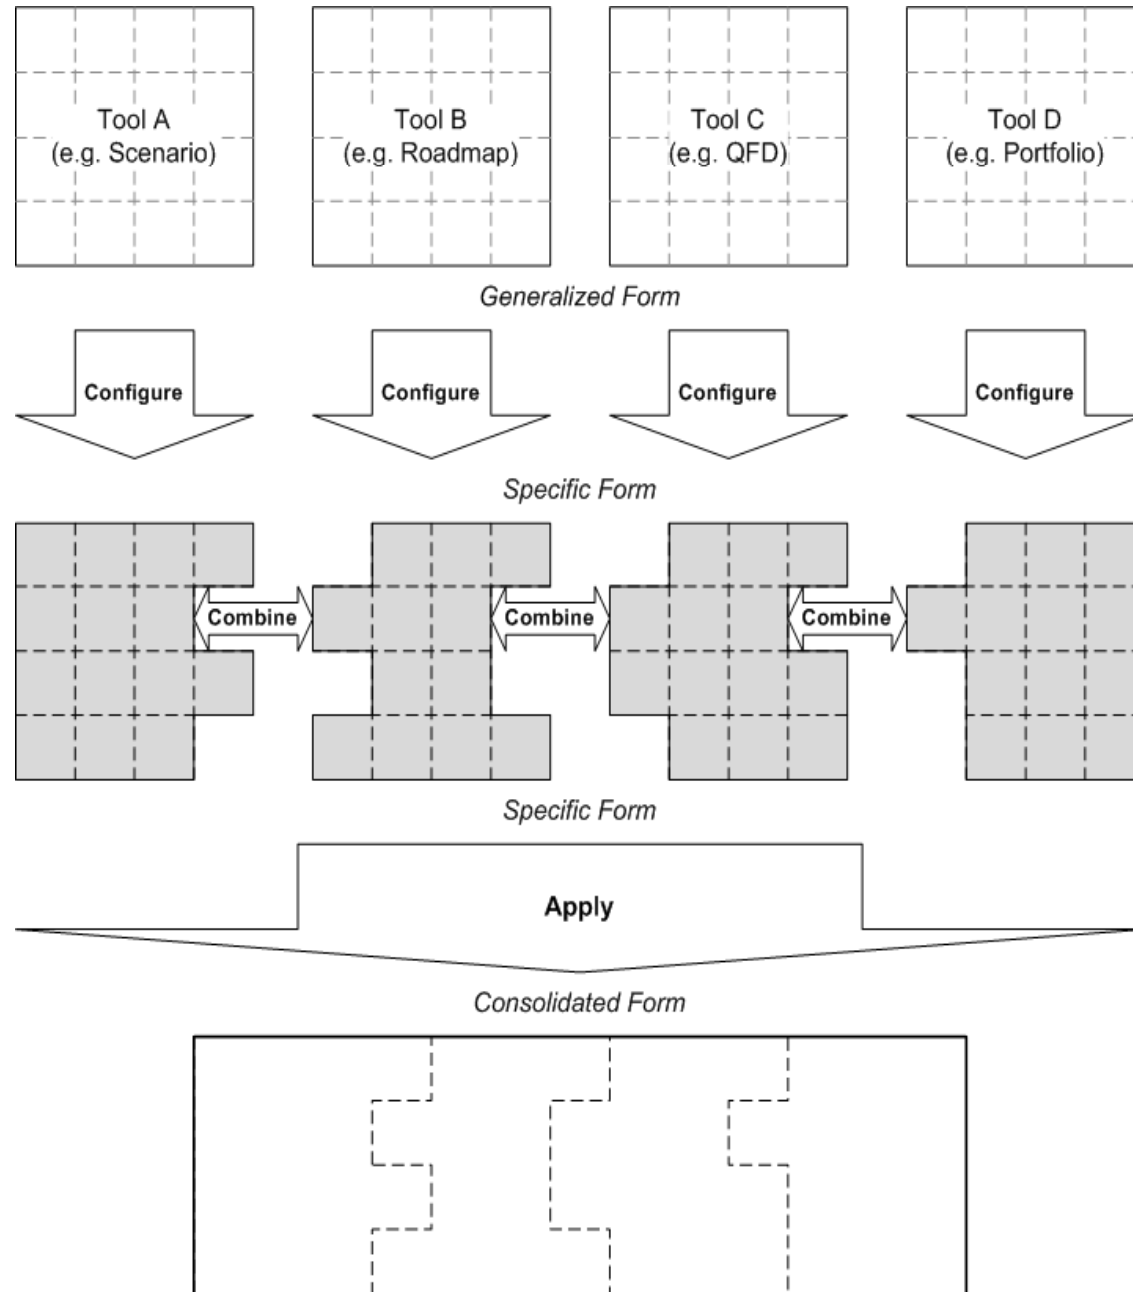 Tool A
(e.g. Scenario)
Tool B
(e.g. Roadmap)
Tool C
(e.g. QFD)
Tool D
(e.g. Portfolio)
Generalized Form
Configure
Configure
Configure
Configure
Specific Form
Combine
Combine
Combine
Specific Form
Apply
Consolidated Form